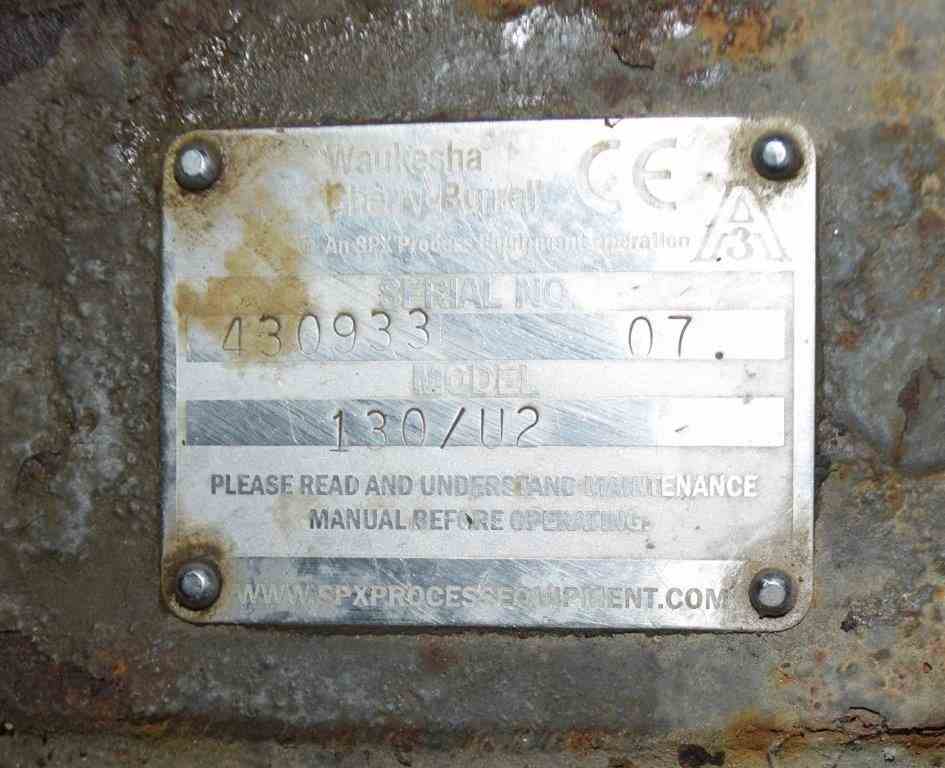 Waukesha
Cherry-Burrell
CE
An SPX Process Equipment Operation
A
3
SERIAL NO.
430933 07.
MODEL
130/U2
PLEASE READ AND UNDERSTAND MAINTENANCE
MANUAL BEFORE OPERATING.
WWW.SPXPROCESSEQUIPMENT.COM